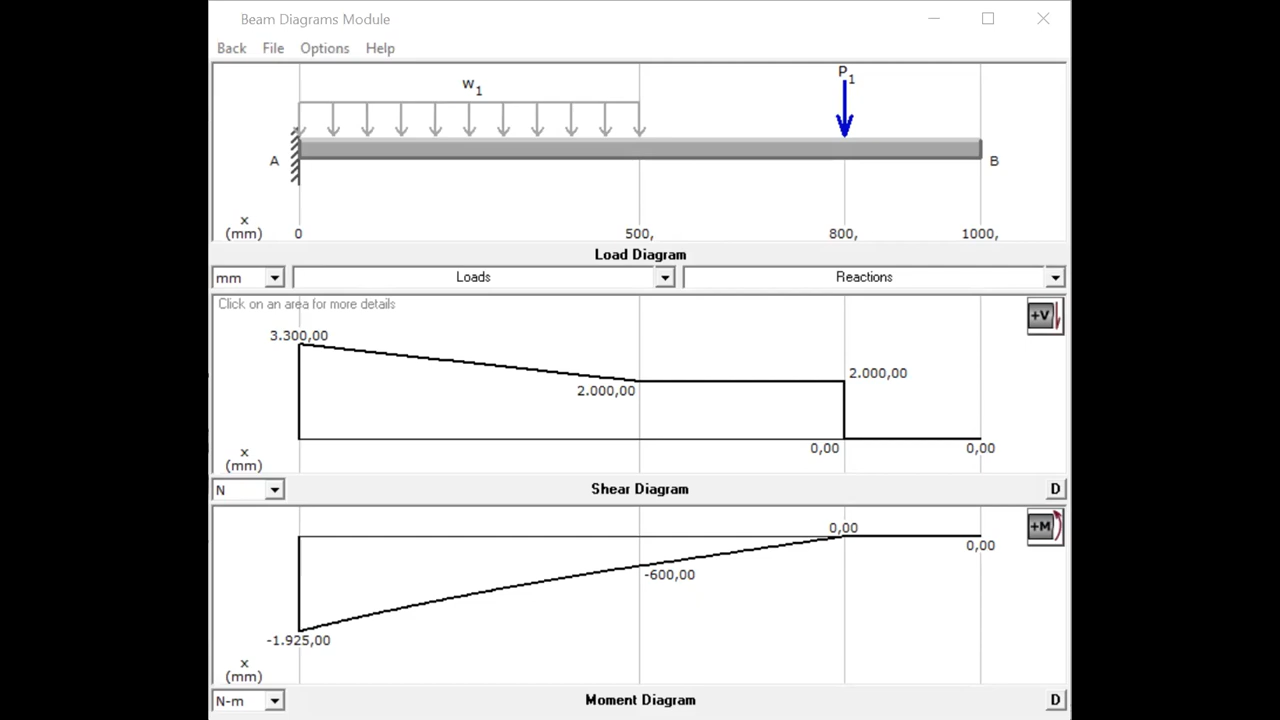 Beam Diagrams Module
Back File Options Help
w1
P1
A
B
x
(mm)
0 500, 800, 1000,
Load Diagram
mm Loads Reactions
Click on an area for more details
+V
3.300,00
2.000,00
2.000,00
0,00 0,00
x
(mm)
N Shear Diagram D
0,00
+M
0,00
-600,00
-1.925,00
x
(mm)
N-m Moment Diagram D